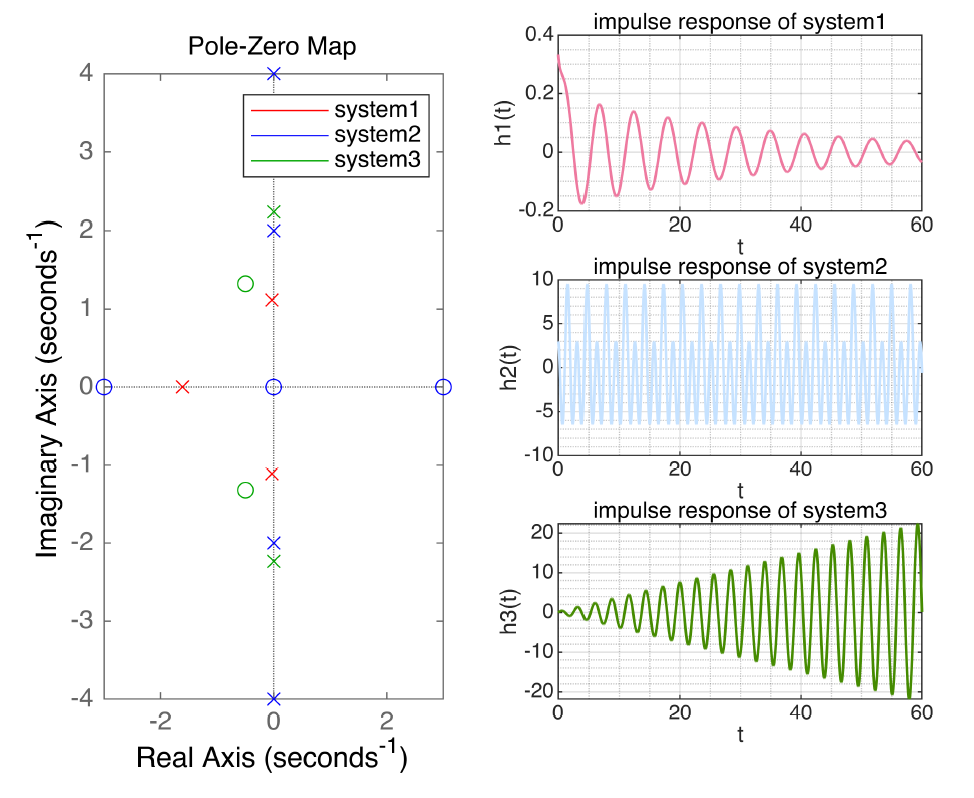 Pole-Zero Map
4
3
2
1
0
-1
-2
-3
-4
-2
0
2
Imaginary Axis (seconds⁻¹)
Real Axis (seconds⁻¹)
system1
system2
system3
impulse response of system1
0.4
0.2
0
-0.2
h1(t)
0
20
40
60
t
impulse response of system2
10
5
0
-5
-10
h2(t)
0
20
40
60
t
impulse response of system3
20
10
0
-10
-20
h3(t)
0
20
40
60
t